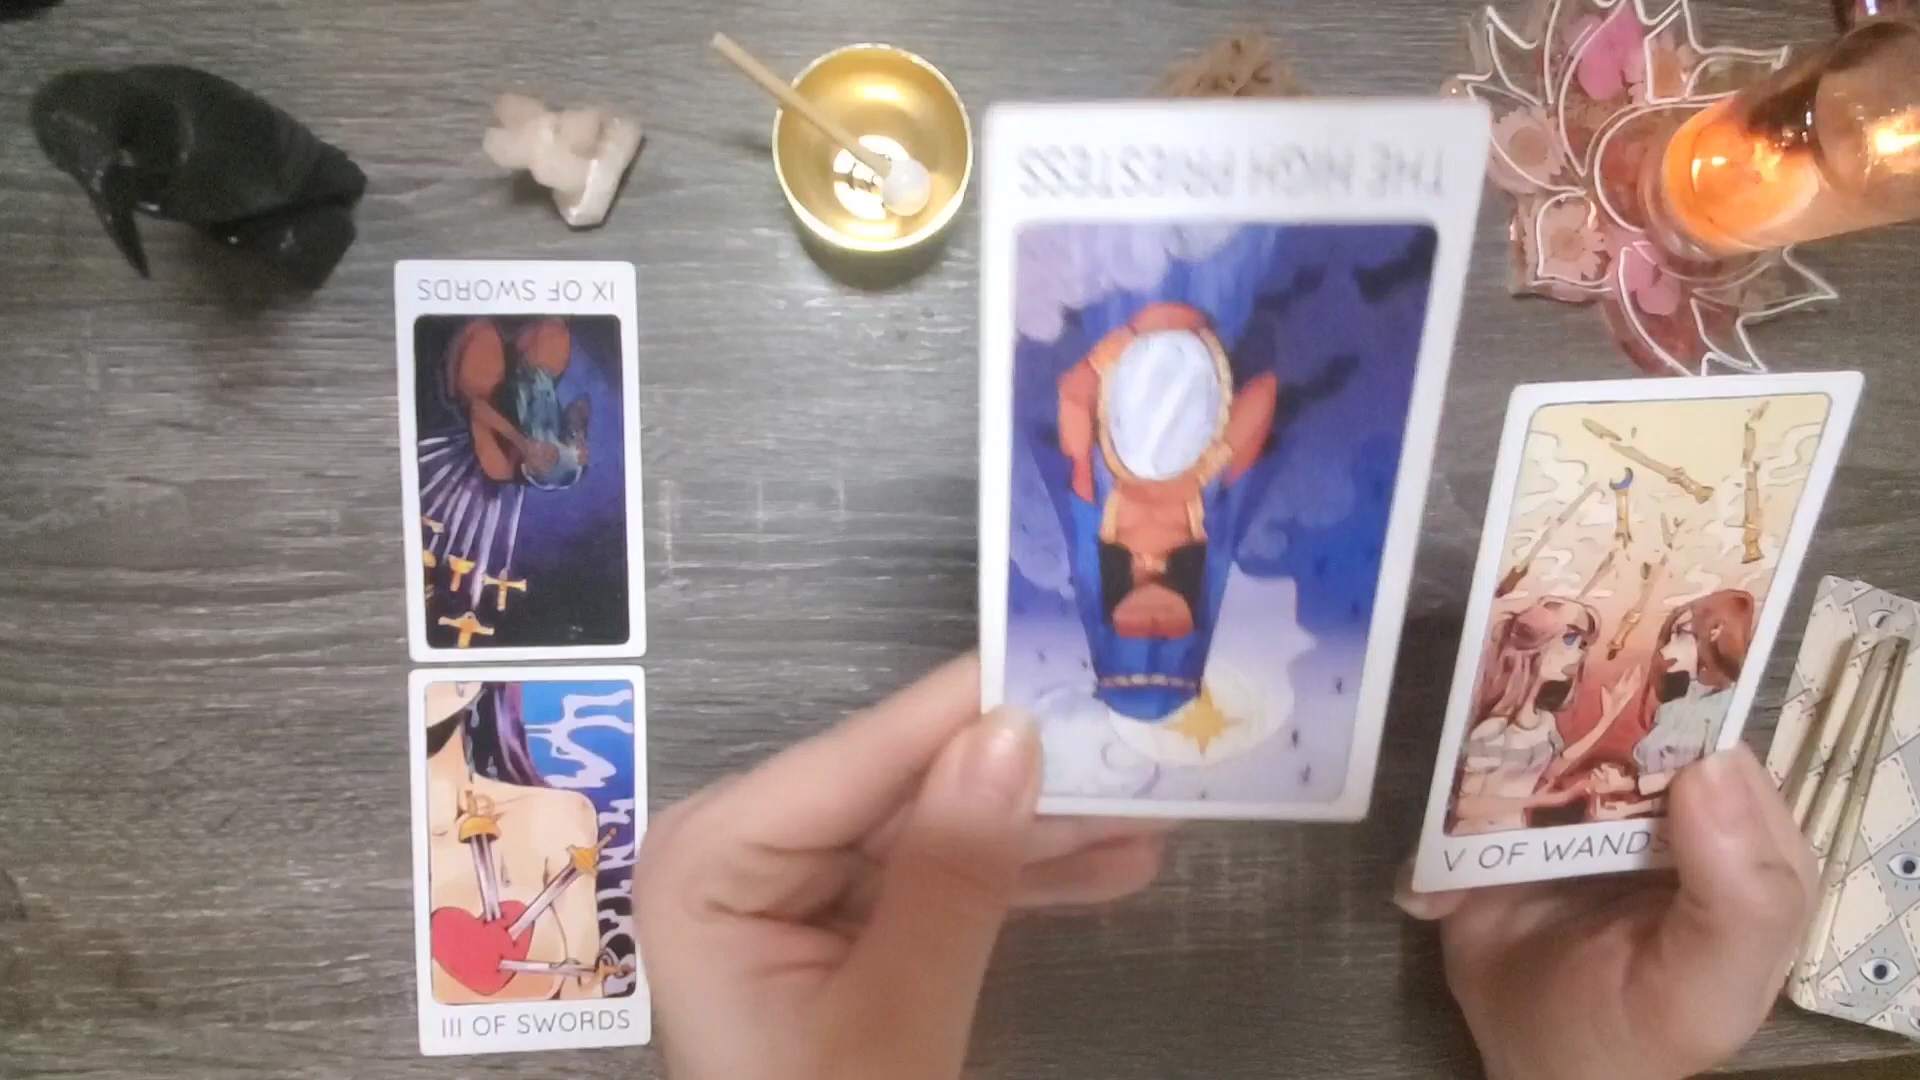 THE HIGH PRIESTESS
IX OF SWORDS
V OF WANDS
III OF SWORDS